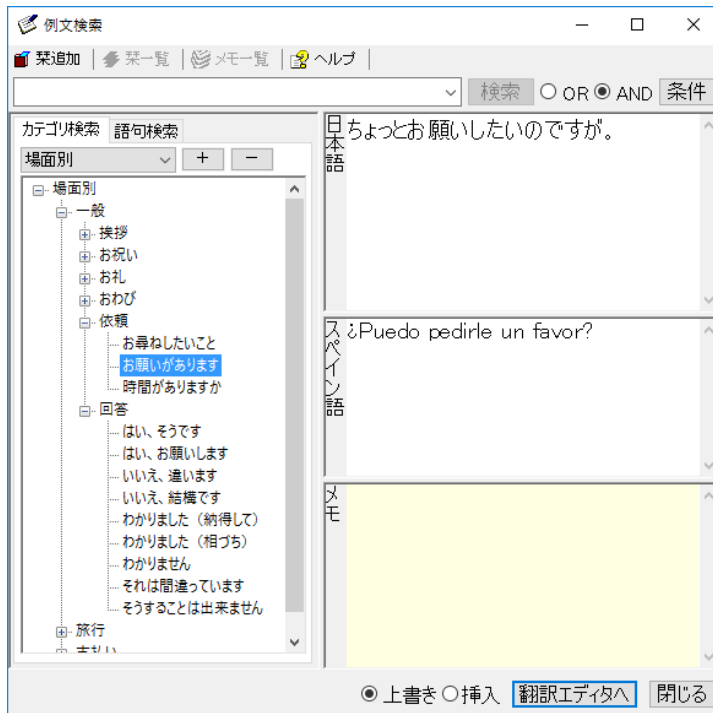 例文検索
栞追加 栞一覧 メモ一覧 ヘルプ
検索 OR AND 条件
カテゴリ検索 語句検索
場面別 + −
場面別
一般
挨拶
お祝い
お礼
おわび
依頼
お尋ねしたいこと
お願いがあります
時間がありますか
回答
はい、そうです
はい、お願いします
いいえ、違います
いいえ、結構です
わかりました（納得して）
わかりました（相づち）
わかりません
それは間違っています
そうすることは出来ません
旅行
支払い
日本語
ちょっとお願いしたいのですが。
スペイン語
¿Puedo pedirle un favor?
メモ
上書き 挿入 翻訳エディタへ 閉じる